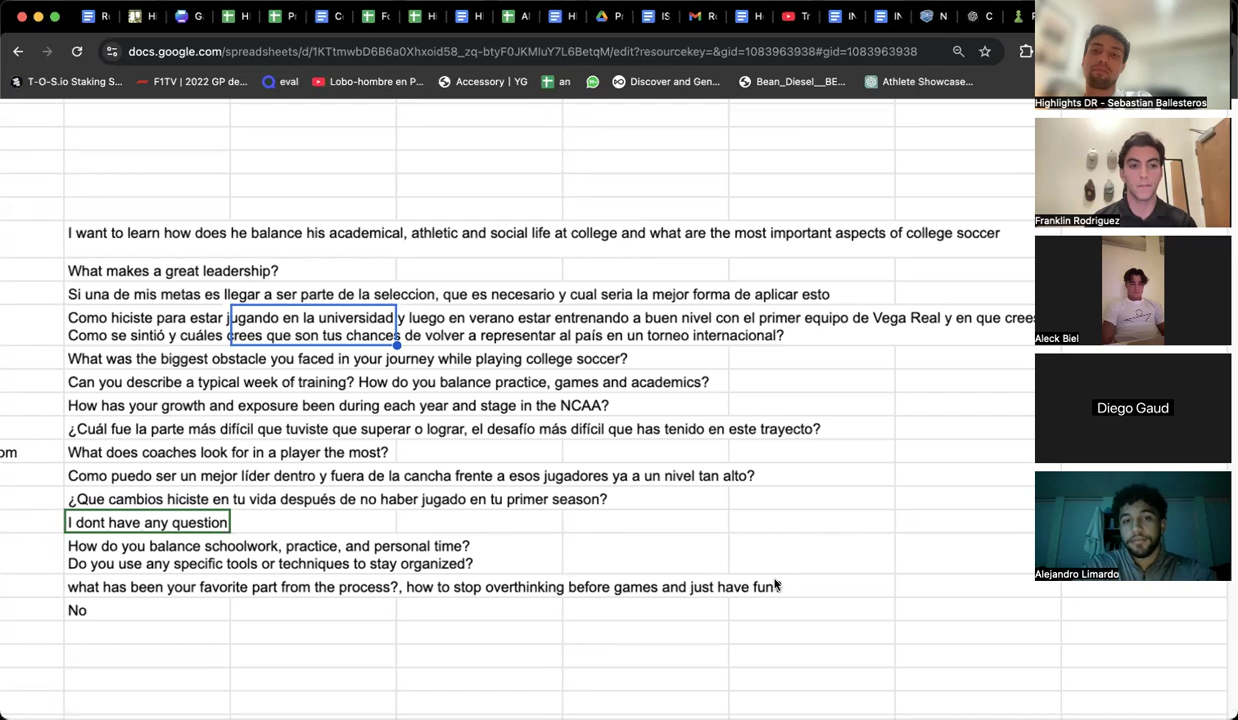 Re
Hi
G
Hi
Pr
C
Fo
Hi
H
Al
H
Pr
IS
R
H
Tr
IN
IN
N
C
P
docs.google.com/spreadsheets/d/1KTtmwbD6B6a0Xhxoid58_zq-btyF0JKMluY7L6BetqM/edit?resourcekey=&gid=1083963938#gid=1083963938
T-O-S.io Staking S...
F1TV | 2022 GP de...
eval
Lobo-hombre en P...
Accessory | YG
an
Discover and Gen...
Bean_Diesel__BE...
Athlete Showcase...
Highlights DR - Sebastian Ballesteros
Franklin Rodriguez
Aleck Biel
Diego Gaud
Alejandro Limardo
I want to learn how does he balance his academical, athletic and social life at college and what are the most important aspects of college soccer
What makes a great leadership?
Si una de mis metas es llegar a ser parte de la seleccion, que es necesario y cual seria la mejor forma de aplicar esto
Como hiciste para estar jugando en la universidad y luego en verano estar entrenando a buen nivel con el primer equipo de Vega Real y en que crees
Como se sintió y cuáles crees que son tus chances de volver a representar al país en un torneo internacional?
What was the biggest obstacle you faced in your journey while playing college soccer?
Can you describe a typical week of training? How do you balance practice, games and academics?
How has your growth and exposure been during each year and stage in the NCAA?
¿Cuál fue la parte más difícil que tuviste que superar o lograr, el desafío más difícil que has tenido en este trayecto?
om
What does coaches look for in a player the most?
Como puedo ser un mejor líder dentro y fuera de la cancha frente a esos jugadores ya a un nivel tan alto?
¿Que cambios hiciste en tu vida después de no haber jugado en tu primer season?
I dont have any question
How do you balance schoolwork, practice, and personal time?
Do you use any specific tools or techniques to stay organized?
what has been your favorite part from the process?, how to stop overthinking before games and just have fun?
No